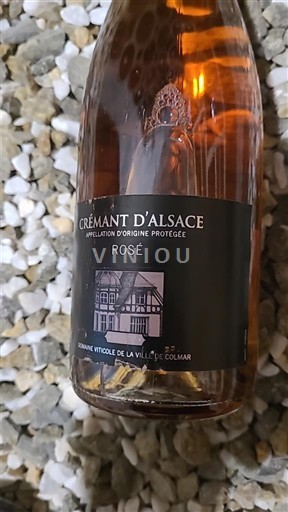 CRÉMANT D'ALSACE
APPELLATION D'ORIGINE PROTÉGÉE
ROSÉ
VINIOU
DOMAINE VITICOLE DE LA VILLE DE COLMAR